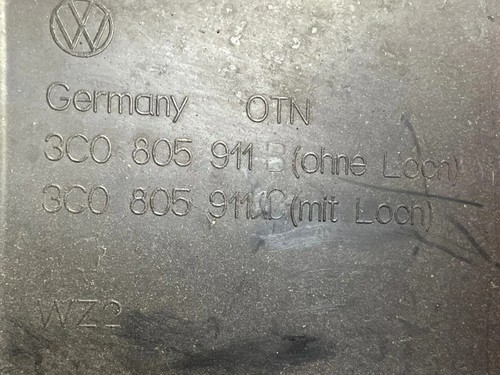 Germany OTN
3C0 805 911 B (ohne Loch)
3C0 805 911 C (mit Loch)
WZ2